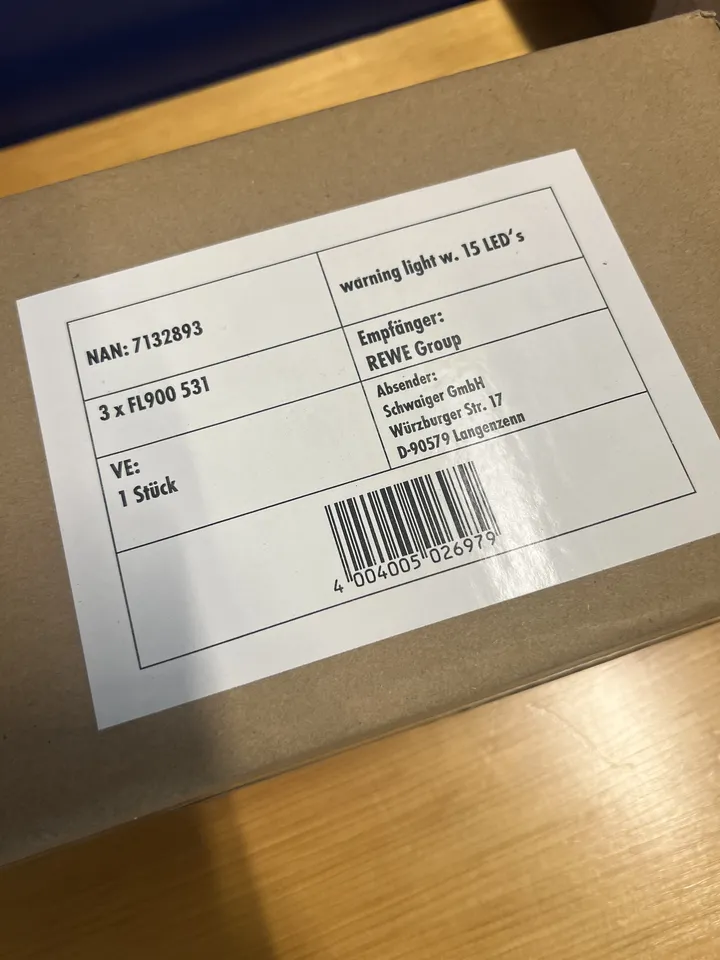 NAN: 7132893
warning light w. 15 LED's
3 x FL900 531
Empfänger:
REWE Group
VE:
1 Stück
Absender:
Schwaiger GmbH
Würzburger Str. 17
D-90579 Langenzenn
4 004005 026979